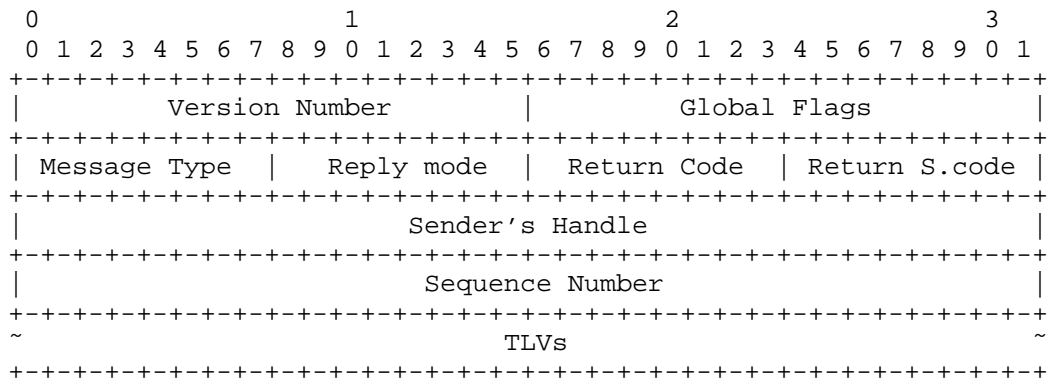 0                   1                   2                   3
 0 1 2 3 4 5 6 7 8 9 0 1 2 3 4 5 6 7 8 9 0 1 2 3 4 5 6 7 8 9 0 1
+-+-+-+-+-+-+-+-+-+-+-+-+-+-+-+-+-+-+-+-+-+-+-+-+-+-+-+-+-+-+-+-+
|         Version Number        |         Global Flags          |
+-+-+-+-+-+-+-+-+-+-+-+-+-+-+-+-+-+-+-+-+-+-+-+-+-+-+-+-+-+-+-+-+
| Message Type  |   Reply mode  |  Return Code  | Return S.code |
+-+-+-+-+-+-+-+-+-+-+-+-+-+-+-+-+-+-+-+-+-+-+-+-+-+-+-+-+-+-+-+-+
|                        Sender’s Handle                        |
+-+-+-+-+-+-+-+-+-+-+-+-+-+-+-+-+-+-+-+-+-+-+-+-+-+-+-+-+-+-+-+-+
|                         Sequence Number                       |
+-+-+-+-+-+-+-+-+-+-+-+-+-+-+-+-+-+-+-+-+-+-+-+-+-+-+-+-+-+-+-+-+
~                              TLVs                             ~
+-+-+-+-+-+-+-+-+-+-+-+-+-+-+-+-+-+-+-+-+-+-+-+-+-+-+-+-+-+-+-+-+